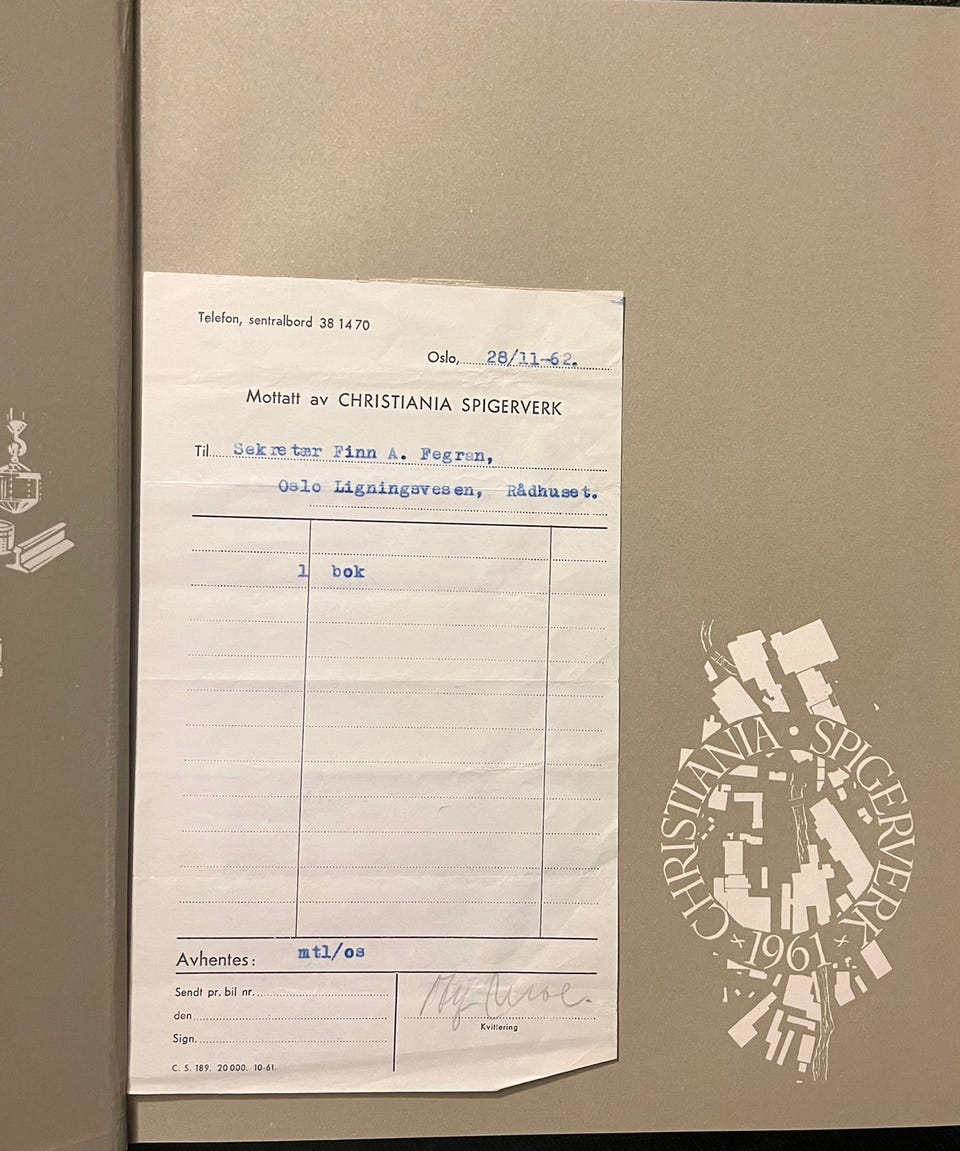 Telefon, sentralbord 38 14 70
Oslo, 28/11-62.
Mottatt av CHRISTIANIA SPIGERVERK
Til Sekretær Finn A. Fegran,
Oslo Ligningsvesen, Rådhuset.
1 bok
Avhentes: mtl/os
Sendt pr. bil nr.
den
Sign.
Kvittering
C. S. 189. 20 000. 10-61.
CHRISTIANIA • SPIGERVERK
× 1961 ×